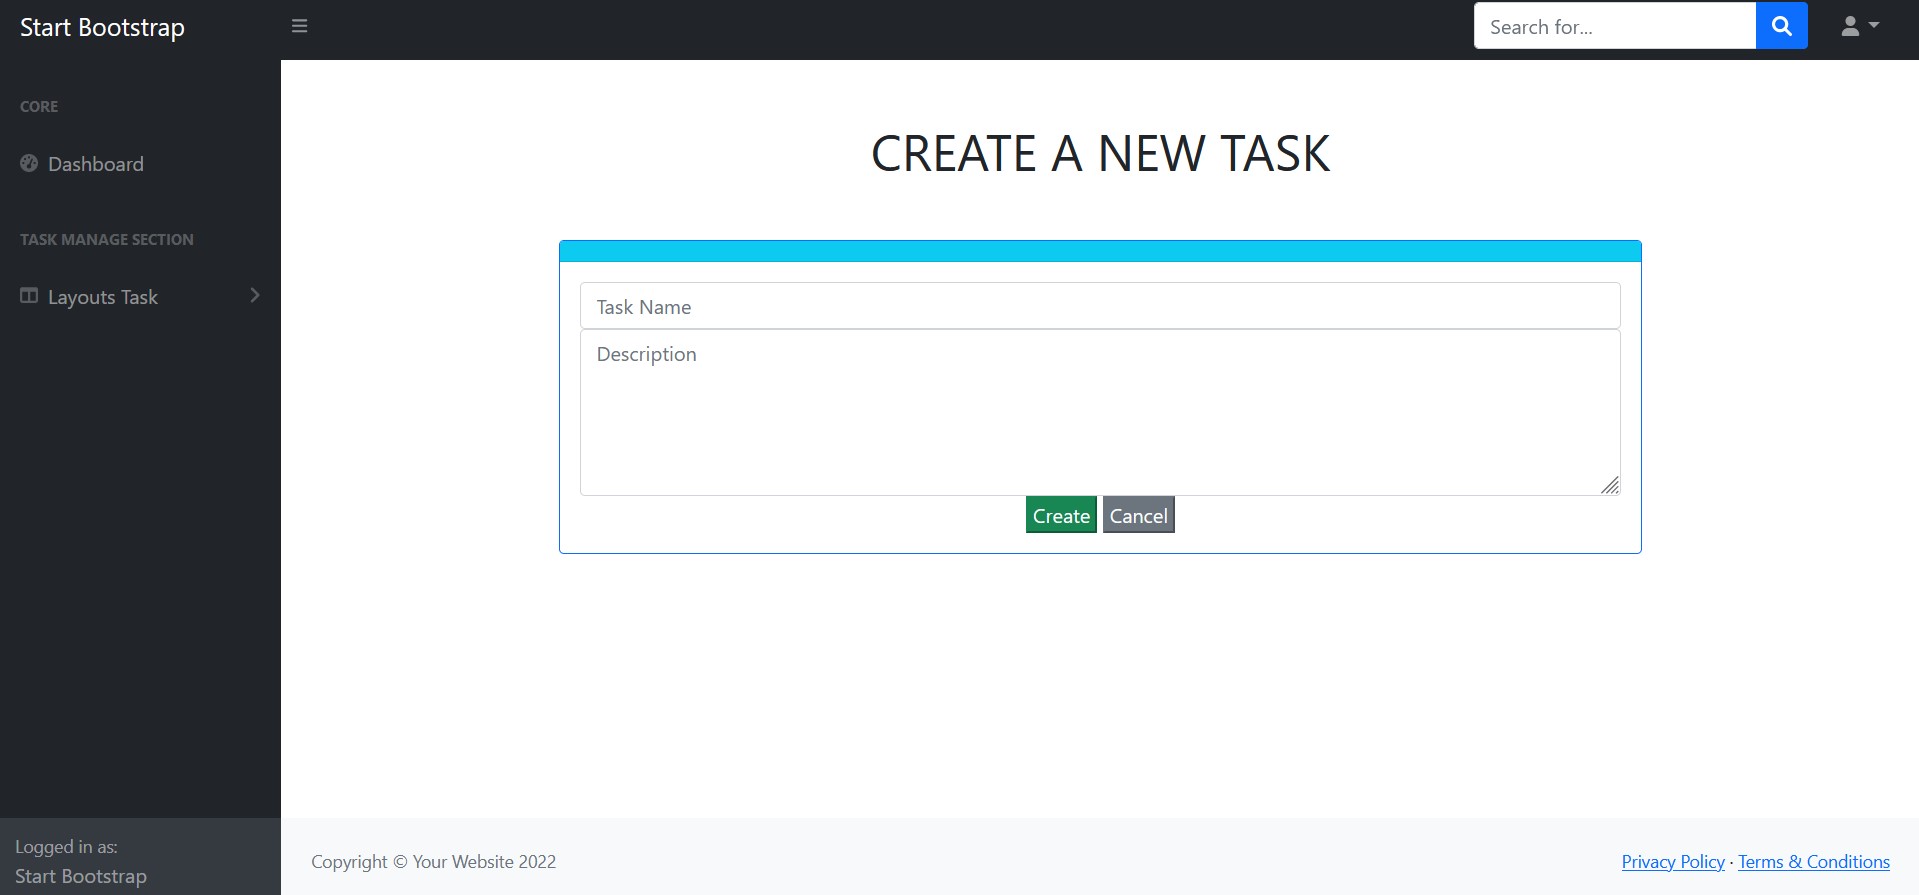 Start Bootstrap
Search for...
CORE
Dashboard
TASK MANAGE SECTION
Layouts Task
CREATE A NEW TASK
Task Name
Description
Create Cancel
Logged in as:
Start Bootstrap
Copyright © Your Website 2022
Privacy Policy · Terms & Conditions